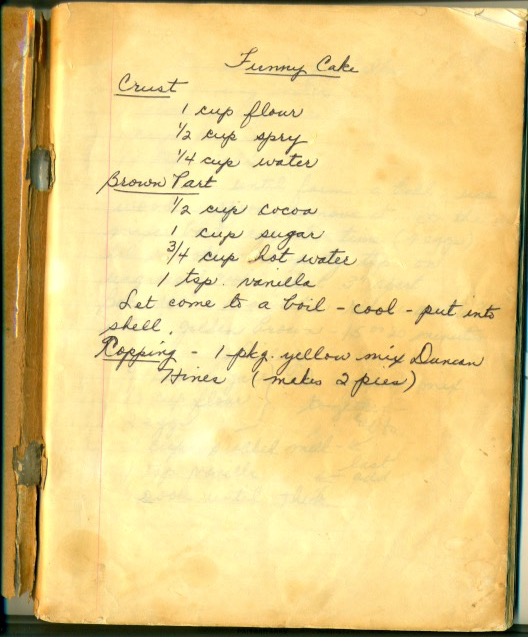 Funny Cake
Crust
1 cup flour
1/2 cup spry
1/4 cup water
Brown Part
1/2 cup cocoa
1 cup sugar
3/4 cup hot water
1 tsp. vanilla
Let come to a boil - cool - put into
shell.
Topping - 1 pkg. yellow mix Duncan
Hines (makes 2 pies)